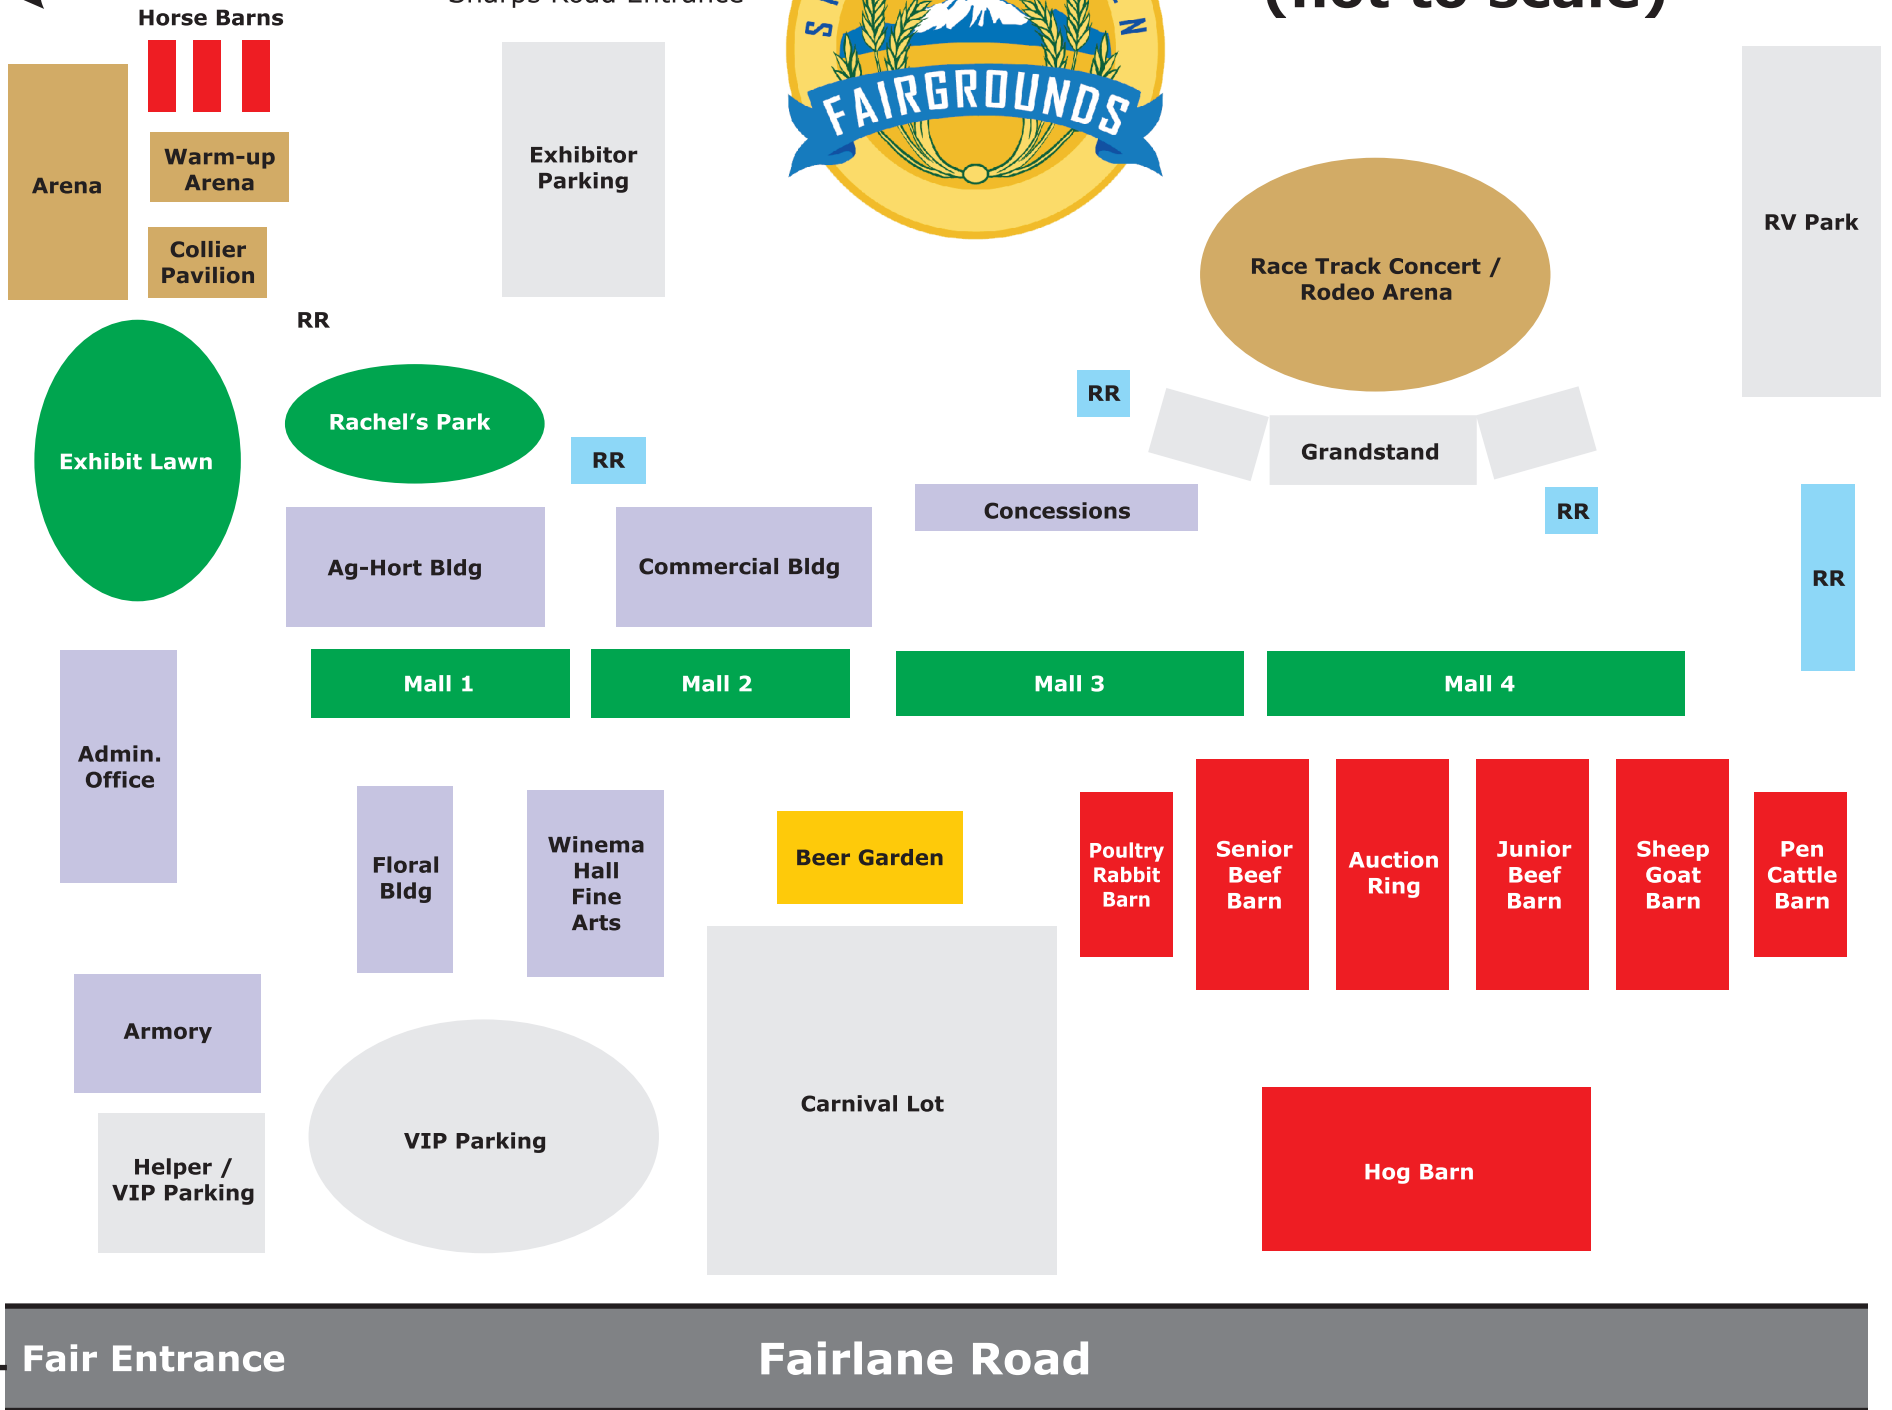 (not to scale)
Horse Barns
FAIRGROUNDS
Arena
Warm-up
Arena
Collier
Pavilion
Exhibitor
Parking
RV Park
Race Track Concert /
Rodeo Arena
RR
RR
Rachel's Park
Exhibit Lawn
RR
Grandstand
Concessions
RR
RR
Ag-Hort Bldg
Commercial Bldg
Mall 1
Mall 2
Mall 3
Mall 4
Admin.
Office
Floral
Bldg
Winema
Hall
Fine
Arts
Beer Garden
Poultry
Rabbit
Barn
Senior
Beef
Barn
Auction
Ring
Junior
Beef
Barn
Sheep
Goat
Barn
Pen
Cattle
Barn
Armory
Helper /
VIP Parking
VIP Parking
Carnival Lot
Hog Barn
Fair Entrance
Fairlane Road